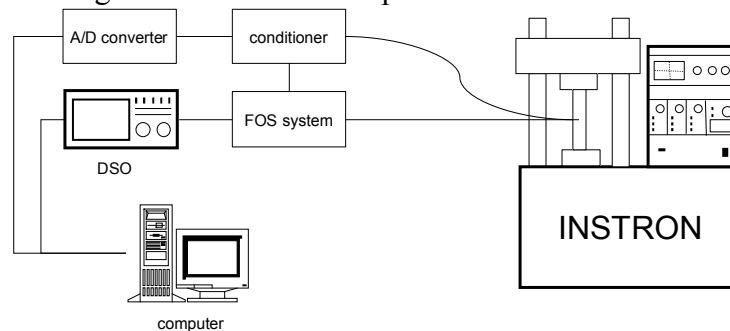 A/D converter
conditioner
FOS system
DSO
INSTRON
computer